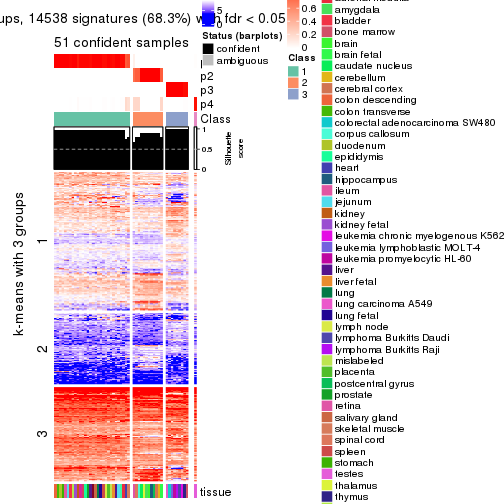 ups, 14538 signatures (68.3%) with fdr < 0.05
51 confident samples
p2
p3
p4
Class
1
0.5
0
Silhouette
score
k-means with 3 groups
1
2
3
tissue
5
0
Status (barplots)
confident
ambiguous
0.6
0.4
0.2
0
Class
1
2
3
amygdala
bladder
bone marrow
brain
brain fetal
caudate nucleus
cerebellum
cerebral cortex
colon descending
colon transverse
colorectal adenocarcinoma SW480
corpus callosum
duodenum
epididymis
heart
hippocampus
ileum
jejunum
kidney
kidney fetal
leukemia chronic myelogenous K562
leukemia lymphoblastic MOLT-4
leukemia promyelocytic HL-60
liver
liver fetal
lung
lung carcinoma A549
lung fetal
lymph node
lymphoma Burkitts Daudi
lymphoma Burkitts Raji
mislabeled
placenta
postcentral gyrus
prostate
retina
salivary gland
skeletal muscle
spinal cord
spleen
stomach
testes
thalamus
thymus